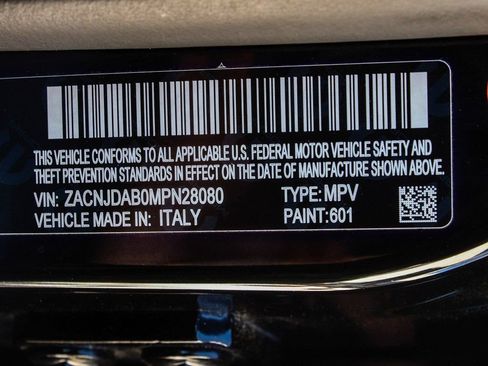 THIS VEHICLE CONFORMS TO ALL APPLICABLE U.S. FEDERAL MOTOR VEHICLE SAFETY AND
THEFT PREVENTION STANDARDS IN EFFECT ON THE DATE OF MANUFACTURE SHOWN ABOVE.
VIN: ZACNJDAB0MPN28080 TYPE: MPV
VEHICLE MADE IN: ITALY PAINT: 601